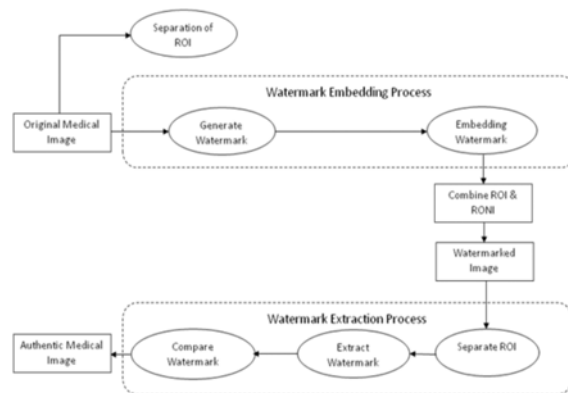 Separation of
ROI
Watermark Embedding Process
Original Medical
Image
Generate
Watermark
Embedding
Watermark
Combine ROI &
RONI
Watermarked
Image
Watermark Extraction Process
Authentic Medical
Image
Compare
Watermark
Extract
Watermark
Separate ROI